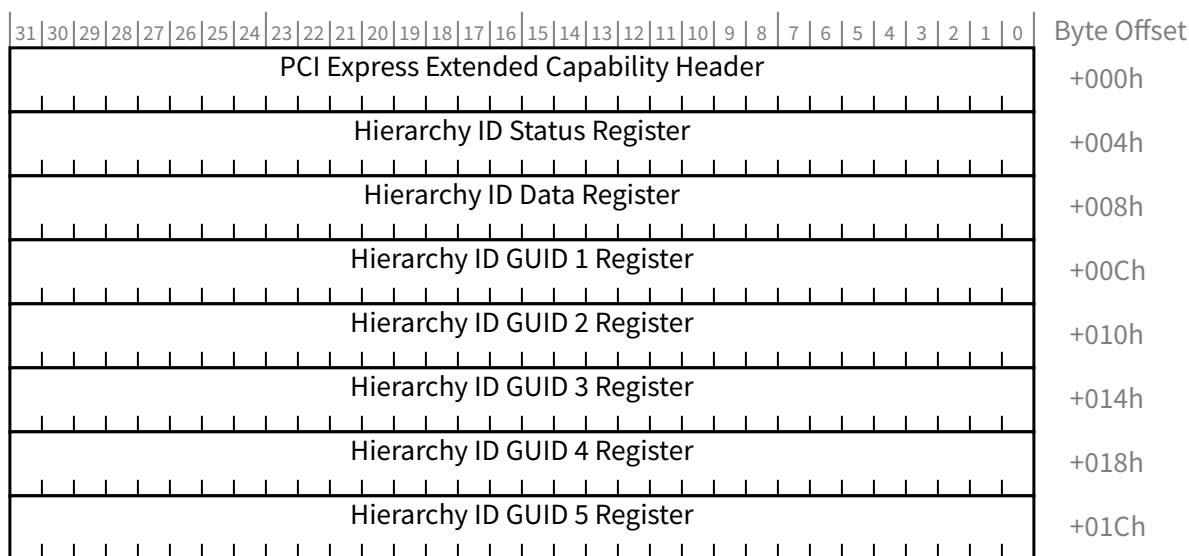 31 30 29 28 27 26 25 24 23 22 21 20 19 18 17 16 15 14 13 12 11 10 9 8 7 6 5 4 3 2 1 0 Byte Offset
PCI Express Extended Capability Header +000h
Hierarchy ID Status Register +004h
Hierarchy ID Data Register +008h
Hierarchy ID GUID 1 Register +00Ch
Hierarchy ID GUID 2 Register +010h
Hierarchy ID GUID 3 Register +014h
Hierarchy ID GUID 4 Register +018h
Hierarchy ID GUID 5 Register +01Ch